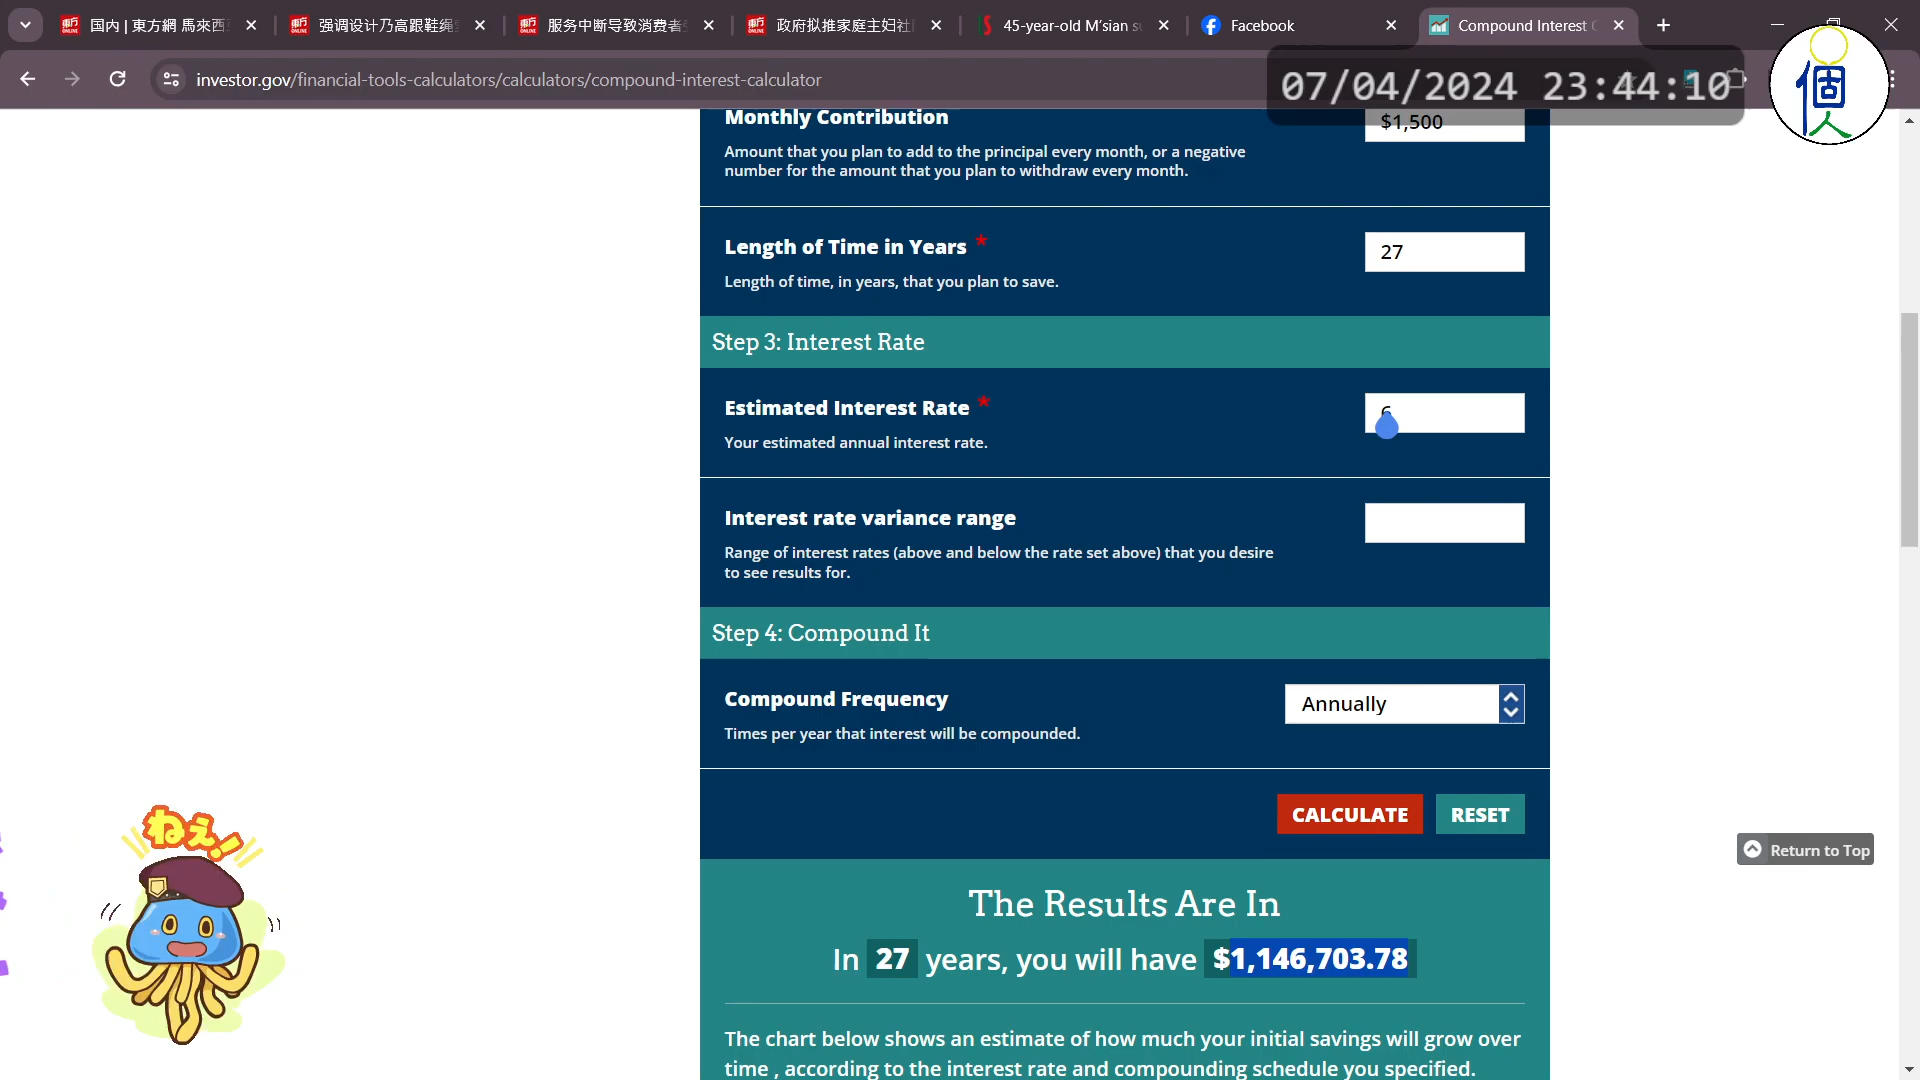 国内 | 東方網 馬來西
强调设计乃高跟鞋绳
服务中断导致消费者
政府拟推家庭主妇社
45-year-old M'sian su
Facebook
Compound Interest C
investor.gov/financial-tools-calculators/calculators/compound-interest-calculator
07/04/2024 23:44:10
個人
Monthly Contribution
$1,500
Amount that you plan to add to the principal every month, or a negative
number for the amount that you plan to withdraw every month.
Length of Time in Years *
27
Length of time, in years, that you plan to save.
Step 3: Interest Rate
Estimated Interest Rate *
6
Your estimated annual interest rate.
Interest rate variance range
Range of interest rates (above and below the rate set above) that you desire
to see results for.
Step 4: Compound It
Compound Frequency
Annually
Times per year that interest will be compounded.
CALCULATE
RESET
ねぇ!
Return to Top
The Results Are In
In 27 years, you will have $1,146,703.78
The chart below shows an estimate of how much your initial savings will grow over
time , according to the interest rate and compounding schedule you specified.